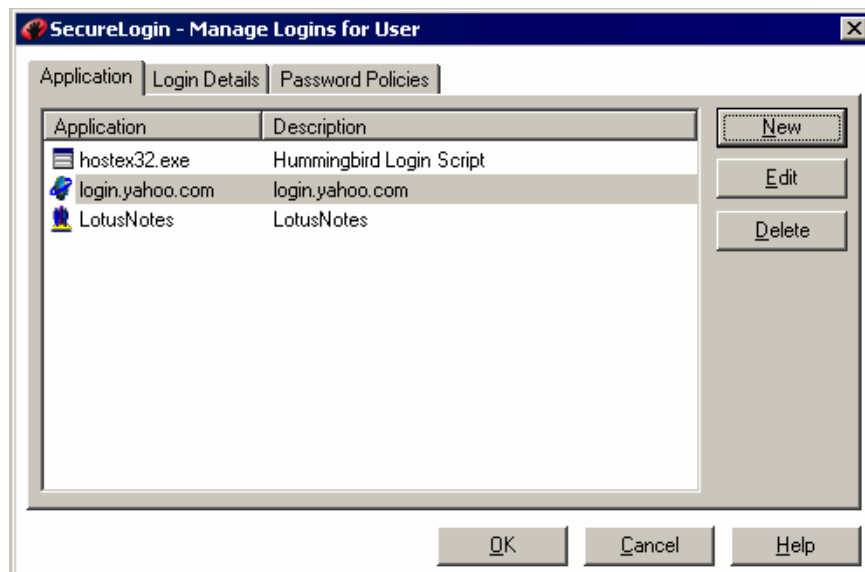 SecureLogin - Manage Logins for User
Application Login Details Password Policies
Application Description
hostex32.exe Hummingbird Login Script
login.yahoo.com login.yahoo.com
LotusNotes LotusNotes
New
Edit
Delete
OK Cancel Help